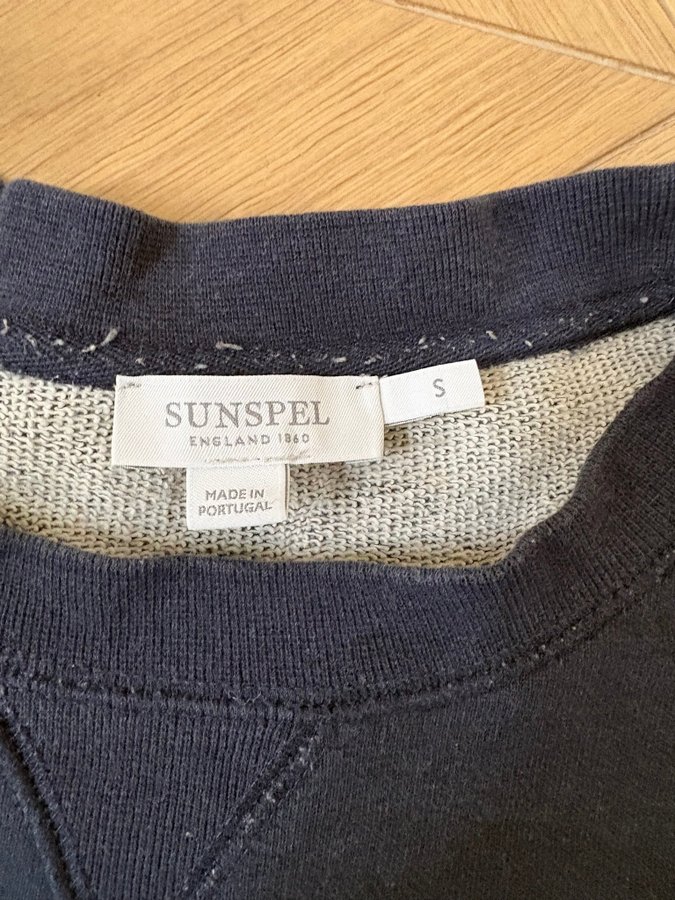 SUNSPEL
ENGLAND 1860
S
MADE IN
PORTUGAL